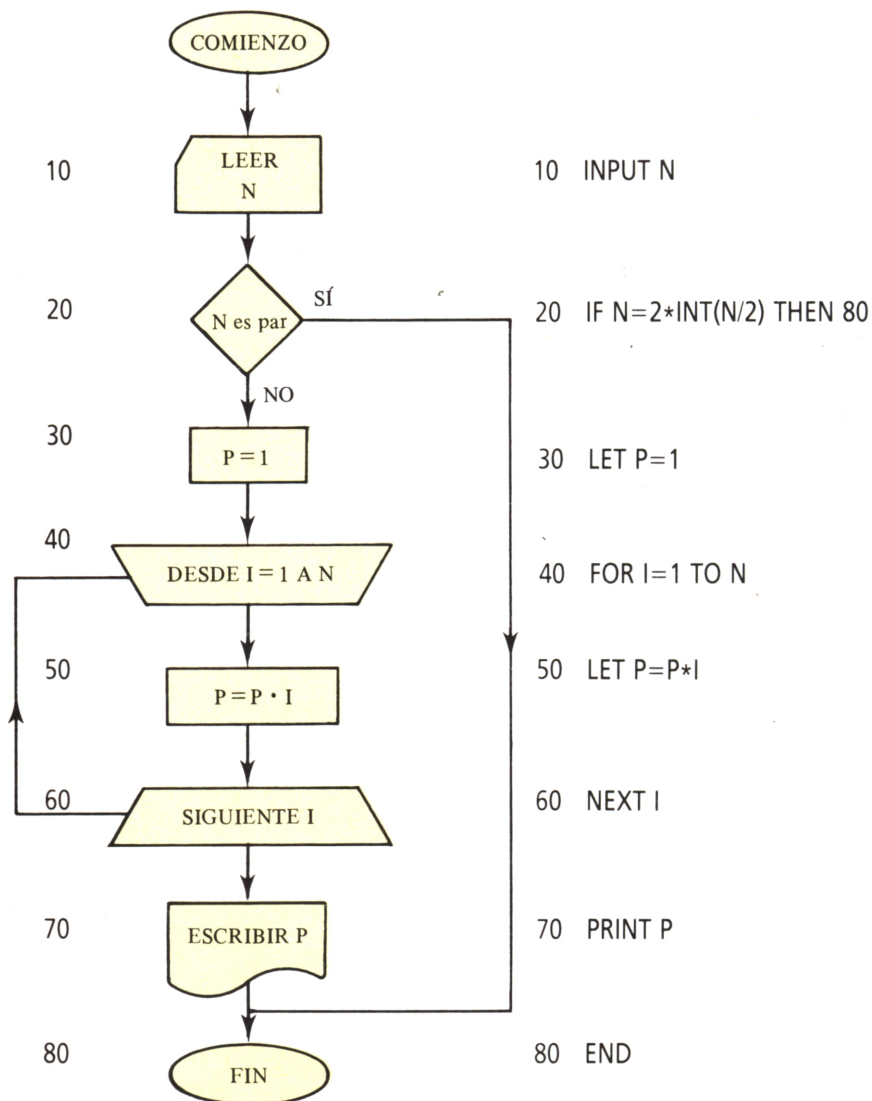 COMIENZO
10 LEER 10 INPUT N
N
SÍ
20 N es par 20 IF N=2*INT(N/2) THEN 80
NO
30
P = 1 30 LET P=1
40
DESDE I = 1 A N 40 FOR I=1 TO N
50 50 LET P=P*I
P = P · I
60 60 NEXT I
SIGUIENTE I
70 ESCRIBIR P 70 PRINT P
80 80 END
FIN